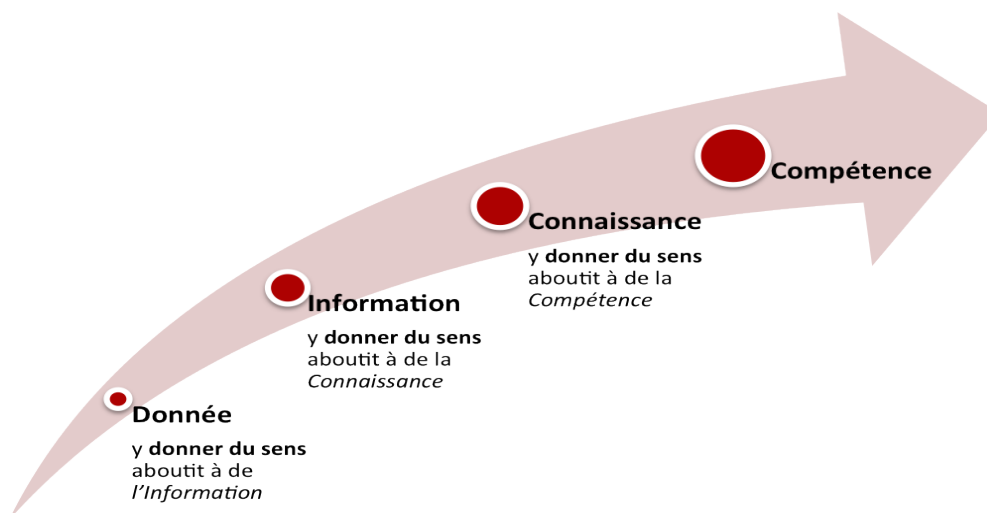 Compétence
Connaissance
y donner du sens
aboutit à de la
Compétence
Information
y donner du sens
aboutit à de la
Connaissance
Donnée
y donner du sens
aboutit à de
l’Information